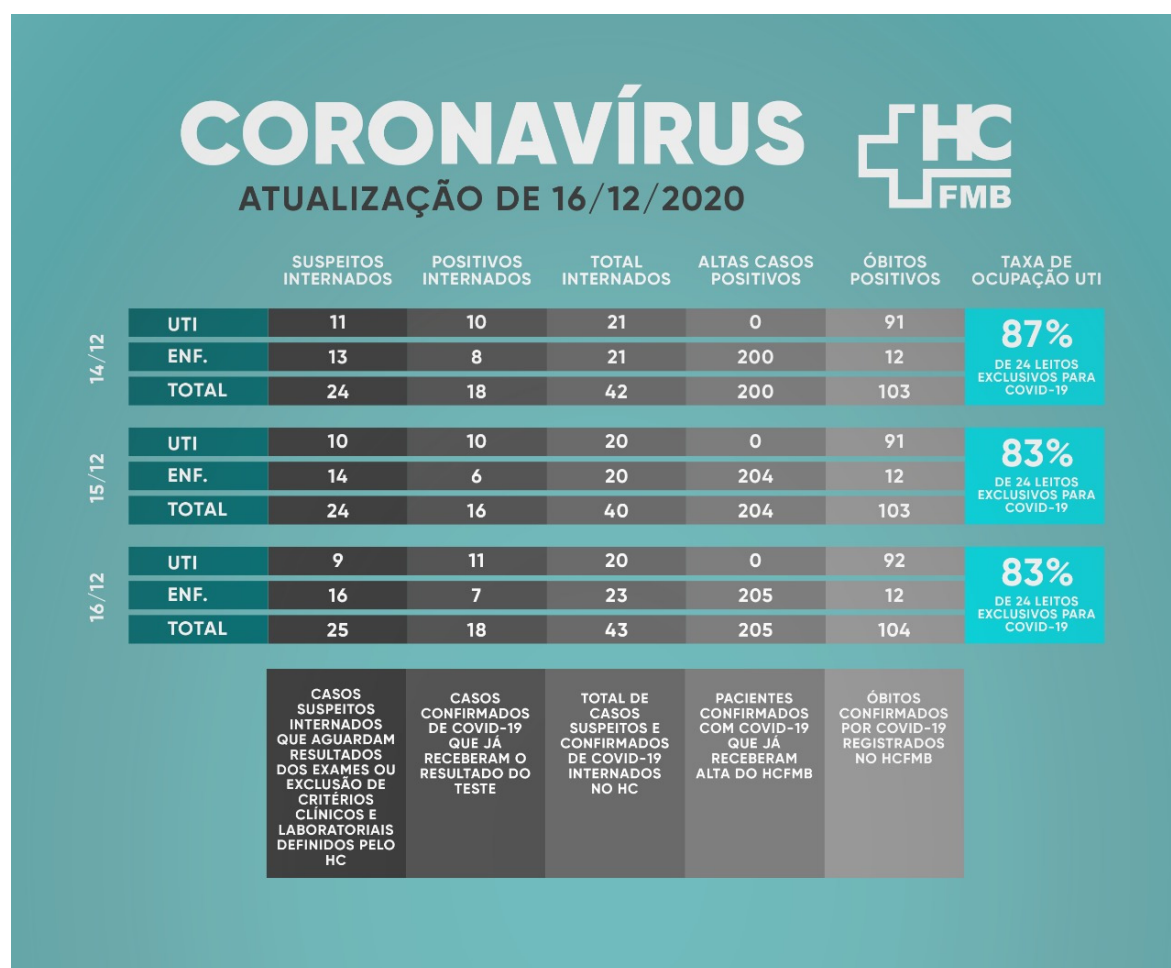 CORONAVÍRUS
HC
FMB
ATUALIZAÇÃO DE 16/12/2020
SUSPEITOS INTERNADOS
POSITIVOS INTERNADOS
TOTAL INTERNADOS
ALTAS CASOS POSITIVOS
ÓBITOS POSITIVOS
TAXA DE OCUPAÇÃO UTI
14/12
UTI 11 10 21 0 91
ENF. 13 8 21 200 12
TOTAL 24 18 42 200 103
87%
DE 24 LEITOS
EXCLUSIVOS PARA
COVID-19
15/12
UTI 10 10 20 0 91
ENF. 14 6 20 204 12
TOTAL 24 16 40 204 103
83%
DE 24 LEITOS
EXCLUSIVOS PARA
COVID-19
16/12
UTI 9 11 20 0 92
ENF. 16 7 23 205 12
TOTAL 25 18 43 205 104
83%
DE 24 LEITOS
EXCLUSIVOS PARA
COVID-19
CASOS
SUSPEITOS
INTERNADOS
QUE AGUARDAM
RESULTADOS
DOS EXAMES OU
EXCLUSÃO DE
CRITÉRIOS
CLÍNICOS E
LABORATORIAIS
DEFINIDOS PELO
HC
CASOS
CONFIRMADOS
DE COVID-19
QUE JÁ
RECEBERAM O
RESULTADO DO
TESTE
TOTAL DE
CASOS
SUSPEITOS E
CONFIRMADOS
DE COVID-19
INTERNADOS
NO HC
PACIENTES
CONFIRMADOS
COM COVID-19
QUE JÁ
RECEBERAM
ALTA DO HCFMB
ÓBITOS
CONFIRMADOS
POR COVID-19
REGISTRADOS
NO HCFMB